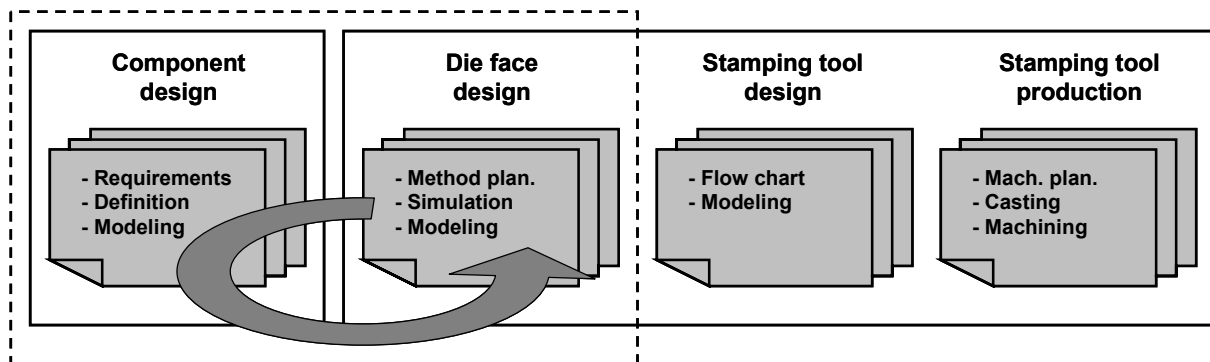 Component
design
- Requirements
- Definition
- Modeling
Die face
design
- Method plan.
- Simulation
- Modeling
Stamping tool
design
- Flow chart
- Modeling
Stamping tool
production
- Mach. plan.
- Casting
- Machining